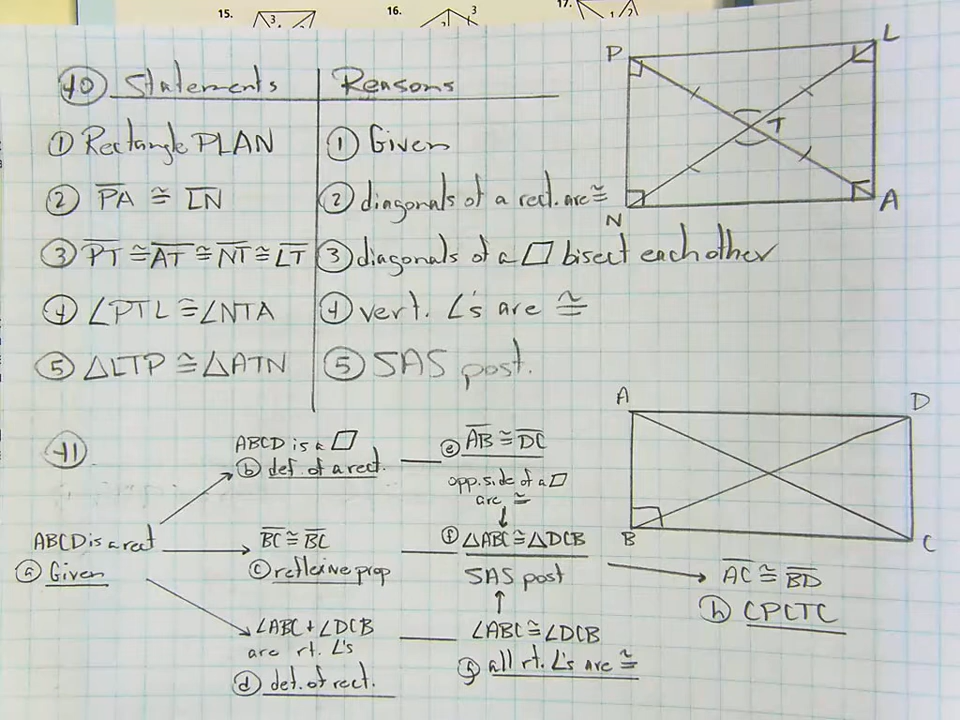 15. 3 16. 3 17. 1 2
40 Statements Reasons
① Rectangle PLAN ① Given
② PA ≅ LN ② diagonals of a rect. are ≅
③ PT ≅ AT ≅ NT ≅ LT ③ diagonals of a ▱ bisect each other
④ ∠PTL ≅ ∠NTA ④ vert. ∠'s are ≅
⑤ △LTP ≅ △ATN ⑤ SAS post.
P L
T
N A
41
ABCD is a ▱
ⓑ def. of a rect.
ⓔ AB ≅ DC
opp. side of a ▱
are ≅
ABCD is a rect
ⓐ Given
BC ≅ BC
ⓒ reflexive prop
ⓕ △ABC ≅ △DCB
SAS post
∠ABC + ∠DCB
are rt. ∠'s
ⓓ def. of rect.
∠ABC ≅ ∠DCB
ⓖ all rt. ∠'s are ≅
AC ≅ BD
ⓗ CPCTC
A D
B C